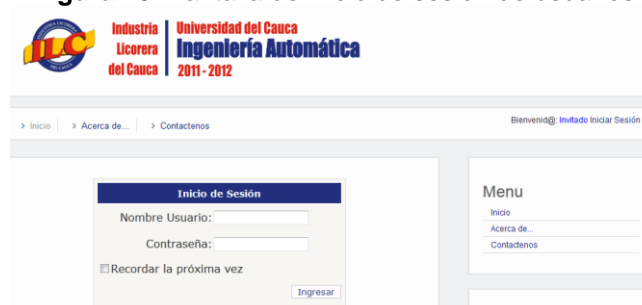 Industria
Licorera
del Cauca
Universidad del Cauca
Ingeniería Automática
2011 - 2012
> Inicio > Acerca de... > Contactenos
Bienvenid@: Invitado Iniciar Sesión
Inicio de Sesión
Nombre Usuario:
Contraseña:
Recordar la próxima vez
Ingresar
Menu
Inicio
Acerca de...
Contactenos